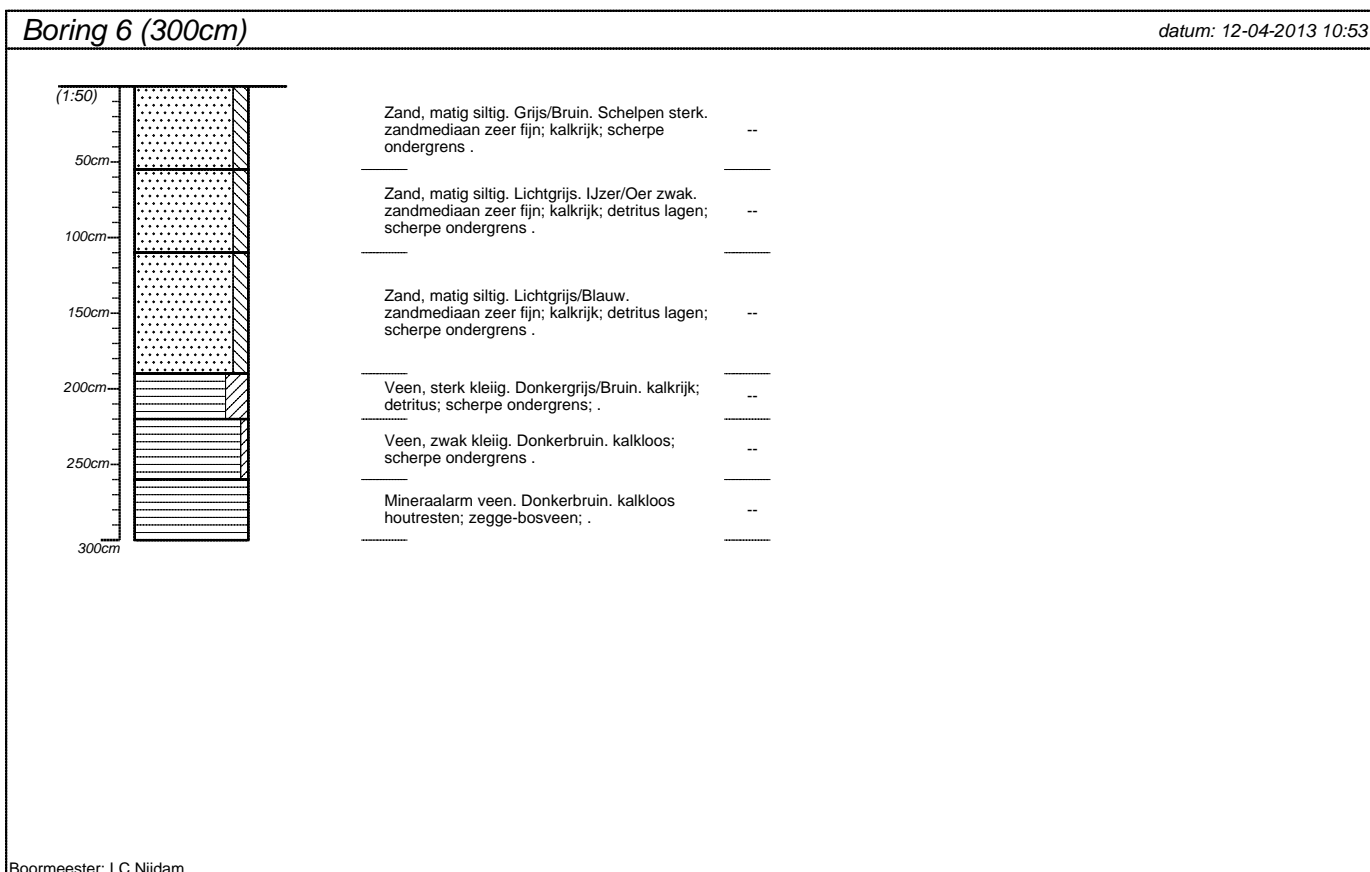 Boring 6 (300cm)
datum: 12-04-2013 10:53
(1:50)
Zand, matig siltig. Grijs/Bruin. Schelpen sterk.
zandmediaan zeer fijn; kalkrijk; scherpe
ondergrens .
--
50cm
Zand, matig siltig. Lichtgrijs. IJzer/Oer zwak.
zandmediaan zeer fijn; kalkrijk; detritus lagen;
scherpe ondergrens .
--
100cm
Zand, matig siltig. Lichtgrijs/Blauw.
zandmediaan zeer fijn; kalkrijk; detritus lagen;
scherpe ondergrens .
--
150cm
200cm
Veen, sterk kleiig. Donkergrijs/Bruin. kalkrijk;
detritus; scherpe ondergrens; .
--
Veen, zwak kleiig. Donkerbruin. kalkloos;
scherpe ondergrens .
--
250cm
Mineraalarm veen. Donkerbruin. kalkloos
houtresten; zegge-bosveen; .
--
300cm
Boormeester: LC Nijdam